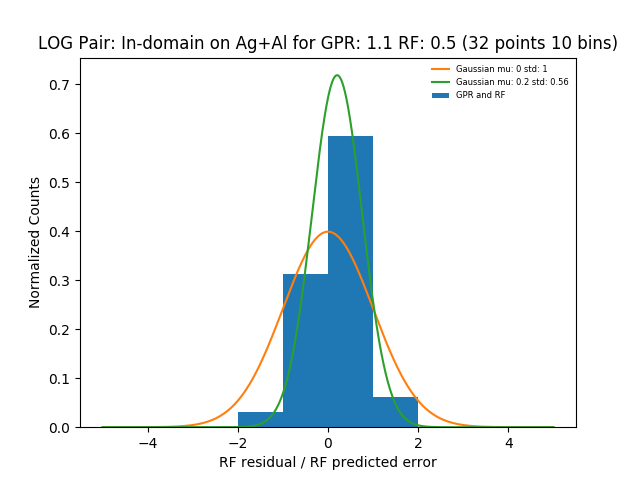 LOG Pair: In-domain on Ag+Al for GPR: 1.1 RF: 0.5 (32 points 10 bins)
Gaussian mu: 0 std: 1
Gaussian mu: 0.2 std: 0.56
GPR and RF
Normalized Counts
0.7
0.6
0.5
0.4
0.3
0.2
0.1
0.0
−4 −2 0 2 4
RF residual / RF predicted error